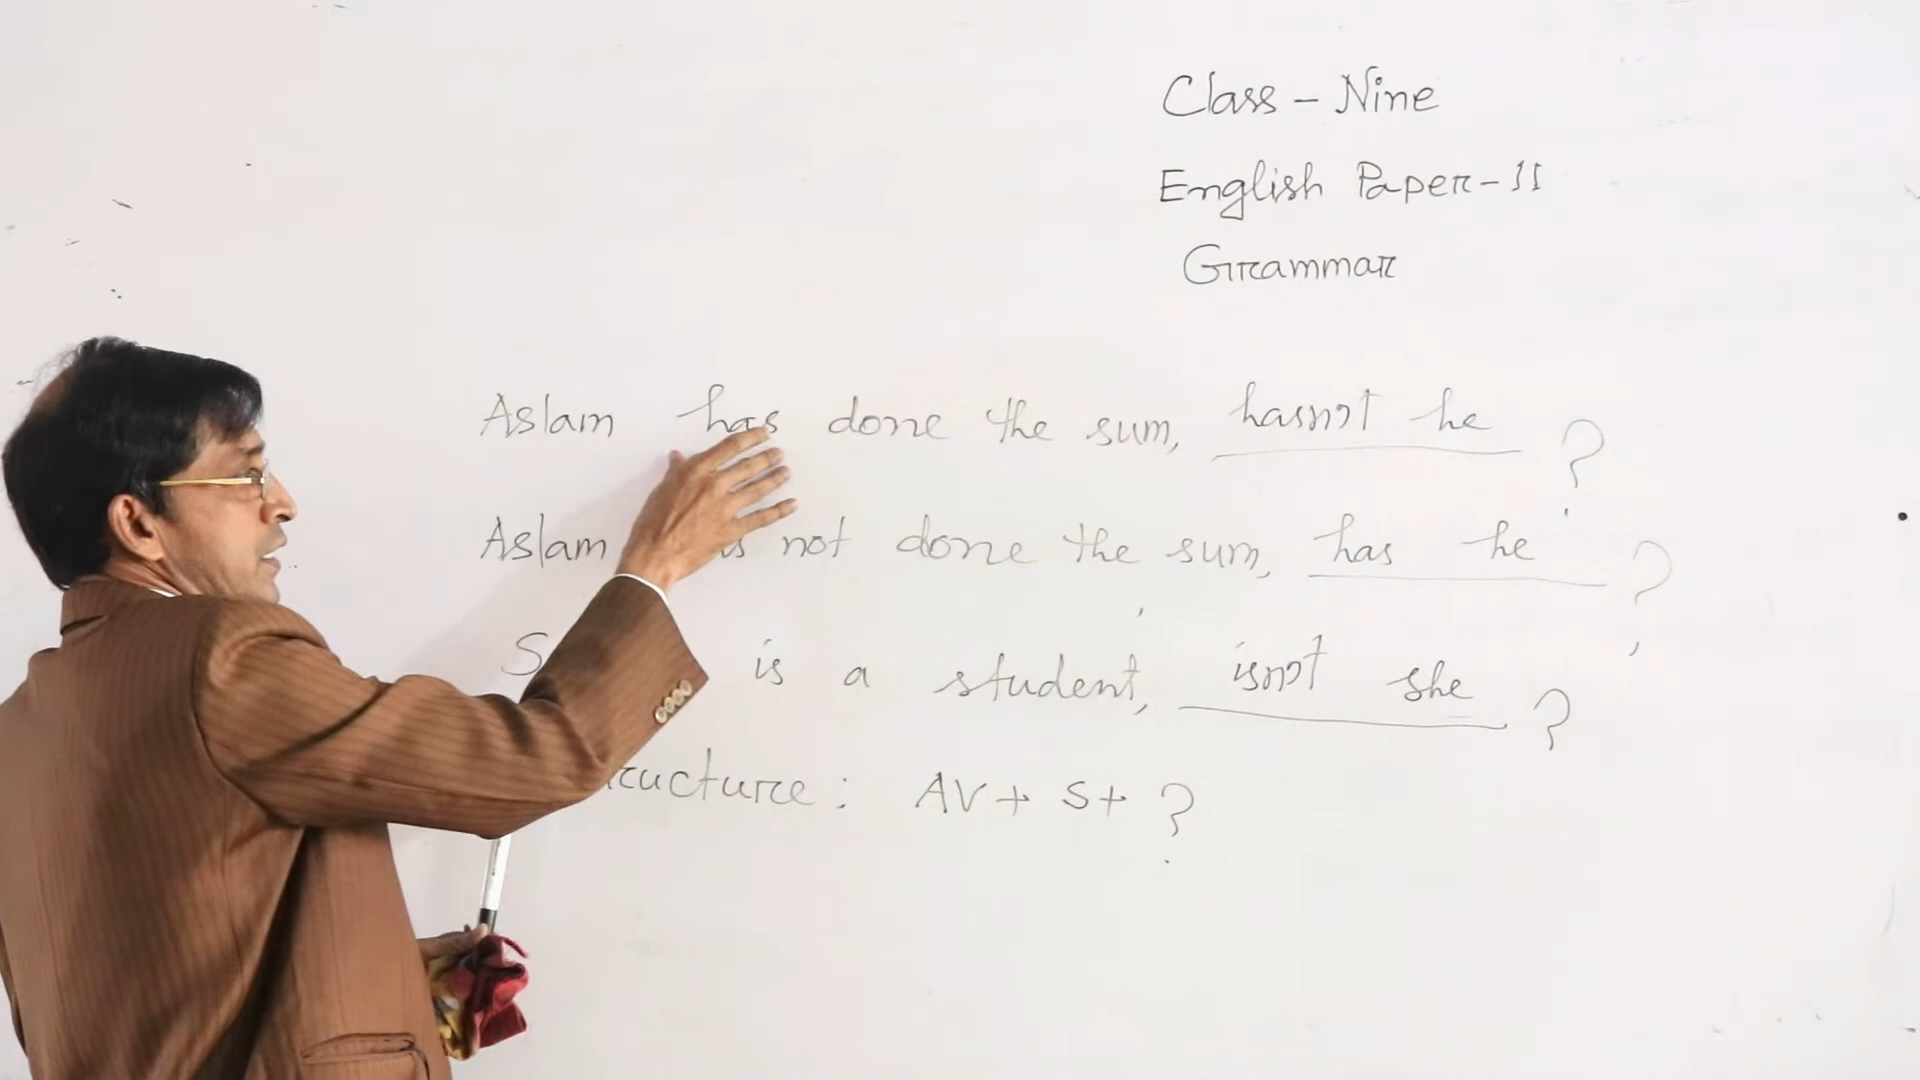 Class - Nine
English Paper - II
Grammar
Aslam has done the sum, hasn't he ?
Aslam not done the sum, has he ?
is a student, isn't she ?
AV + S + ?